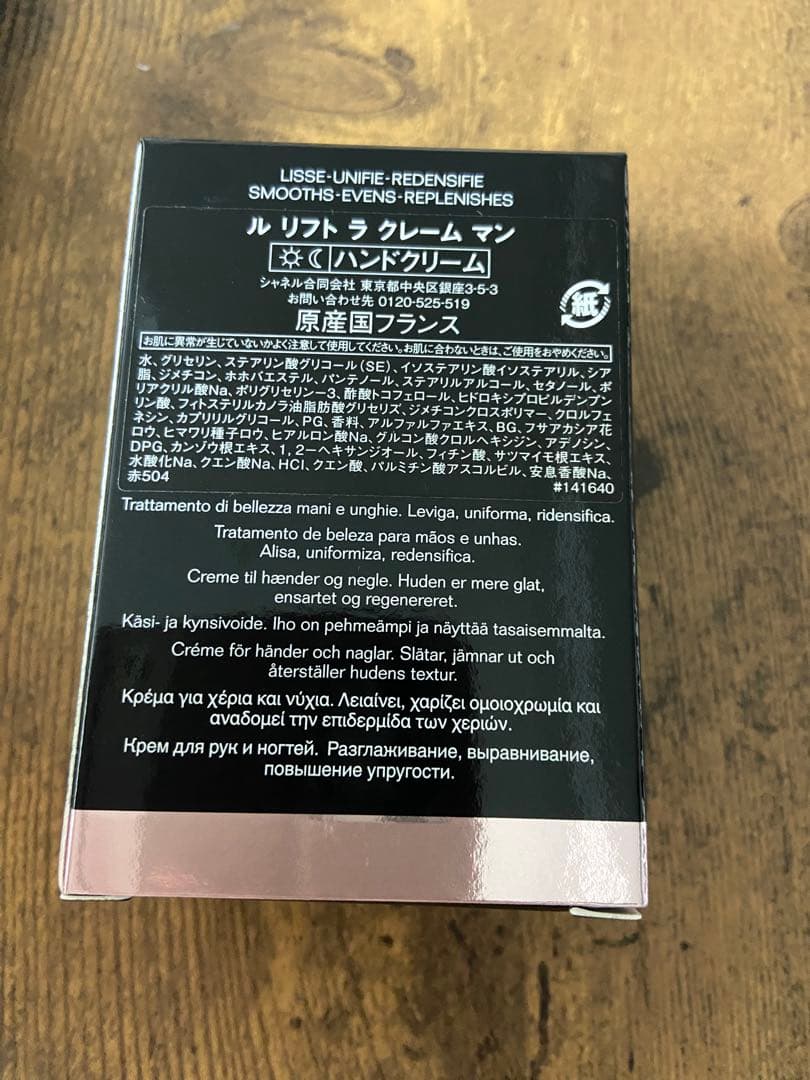 LISSE-UNIFIE-REDENSIFIE
SMOOTHS-EVENS-REPLENISHES
ル リフト ラ クレーム マン
ハンドクリーム
シャネル合同会社 東京都中央区銀座3-5-3
お問い合わせ先 0120-525-519
紙
原産国フランス
お肌に異常が生じていないかよく注意して使用してください。お肌に合わないときは、ご使用をおやめください。
水、グリセリン、ステアリン酸グリコール(SE)、イソステアリン酸イソステアリル、シア
脂、ジメチコン、ホホバエステル、パンテノール、ステアリルアルコール、セタノール、ポ
リアクリル酸Na、ポリグリセリン-3、酢酸トコフェロール、ヒドロキシプロピルデンプン
リン酸、フィトステリルカノラ油脂肪酸グリセリズ、ジメチコンクロスポリマー、クロルフェ
ネシン、カプリリルグリコール、PG、香料、アルファルファエキス、BG、フサアカシア花
ロウ、ヒマワリ種子ロウ、ヒアルロン酸Na、グルコン酸クロルヘキシジン、アデノシン、
DPG、カンゾウ根エキス、1,2-ヘキサンジオール、フィチン酸、サツマイモ根エキス、
水酸化Na、クエン酸Na、HCl、クエン酸、パルミチン酸アスコルビル、安息香酸Na、
赤504 #141640
Trattamento di bellezza mani e unghie. Leviga, uniforma, ridensifica.
Tratamento de beleza para mãos e unhas.
Alisa, uniformiza, redensifica.
Creme til hænder og negle. Huden er mere glat,
ensartet og regenereret.
Käsi- ja kynsivoide. Iho on pehmeämpi ja näyttää tasaisemmalta.
Créme för händer och naglar. Slätar, jämnar ut och
återställer hudens textur.
Κρέμα για χέρια και νύχια. Λειαίνει, χαρίζει ομοιοχρωμία και
αναδομεί την επιδερμίδα των χεριών.
Крем для рук и ногтей. Разглаживание, выравнивание,
повышение упругости.